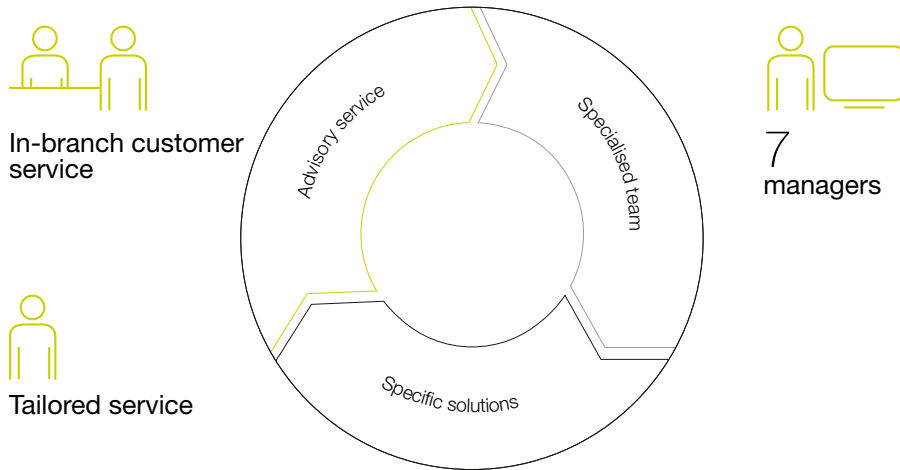 In-branch customer
service
Advisory service
Specialised team
7
managers
Tailored service
Specific solutions